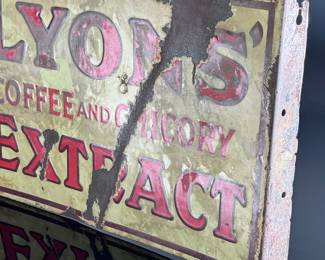 LYONS'
COFFEE AND CHICORY
EXTRACT